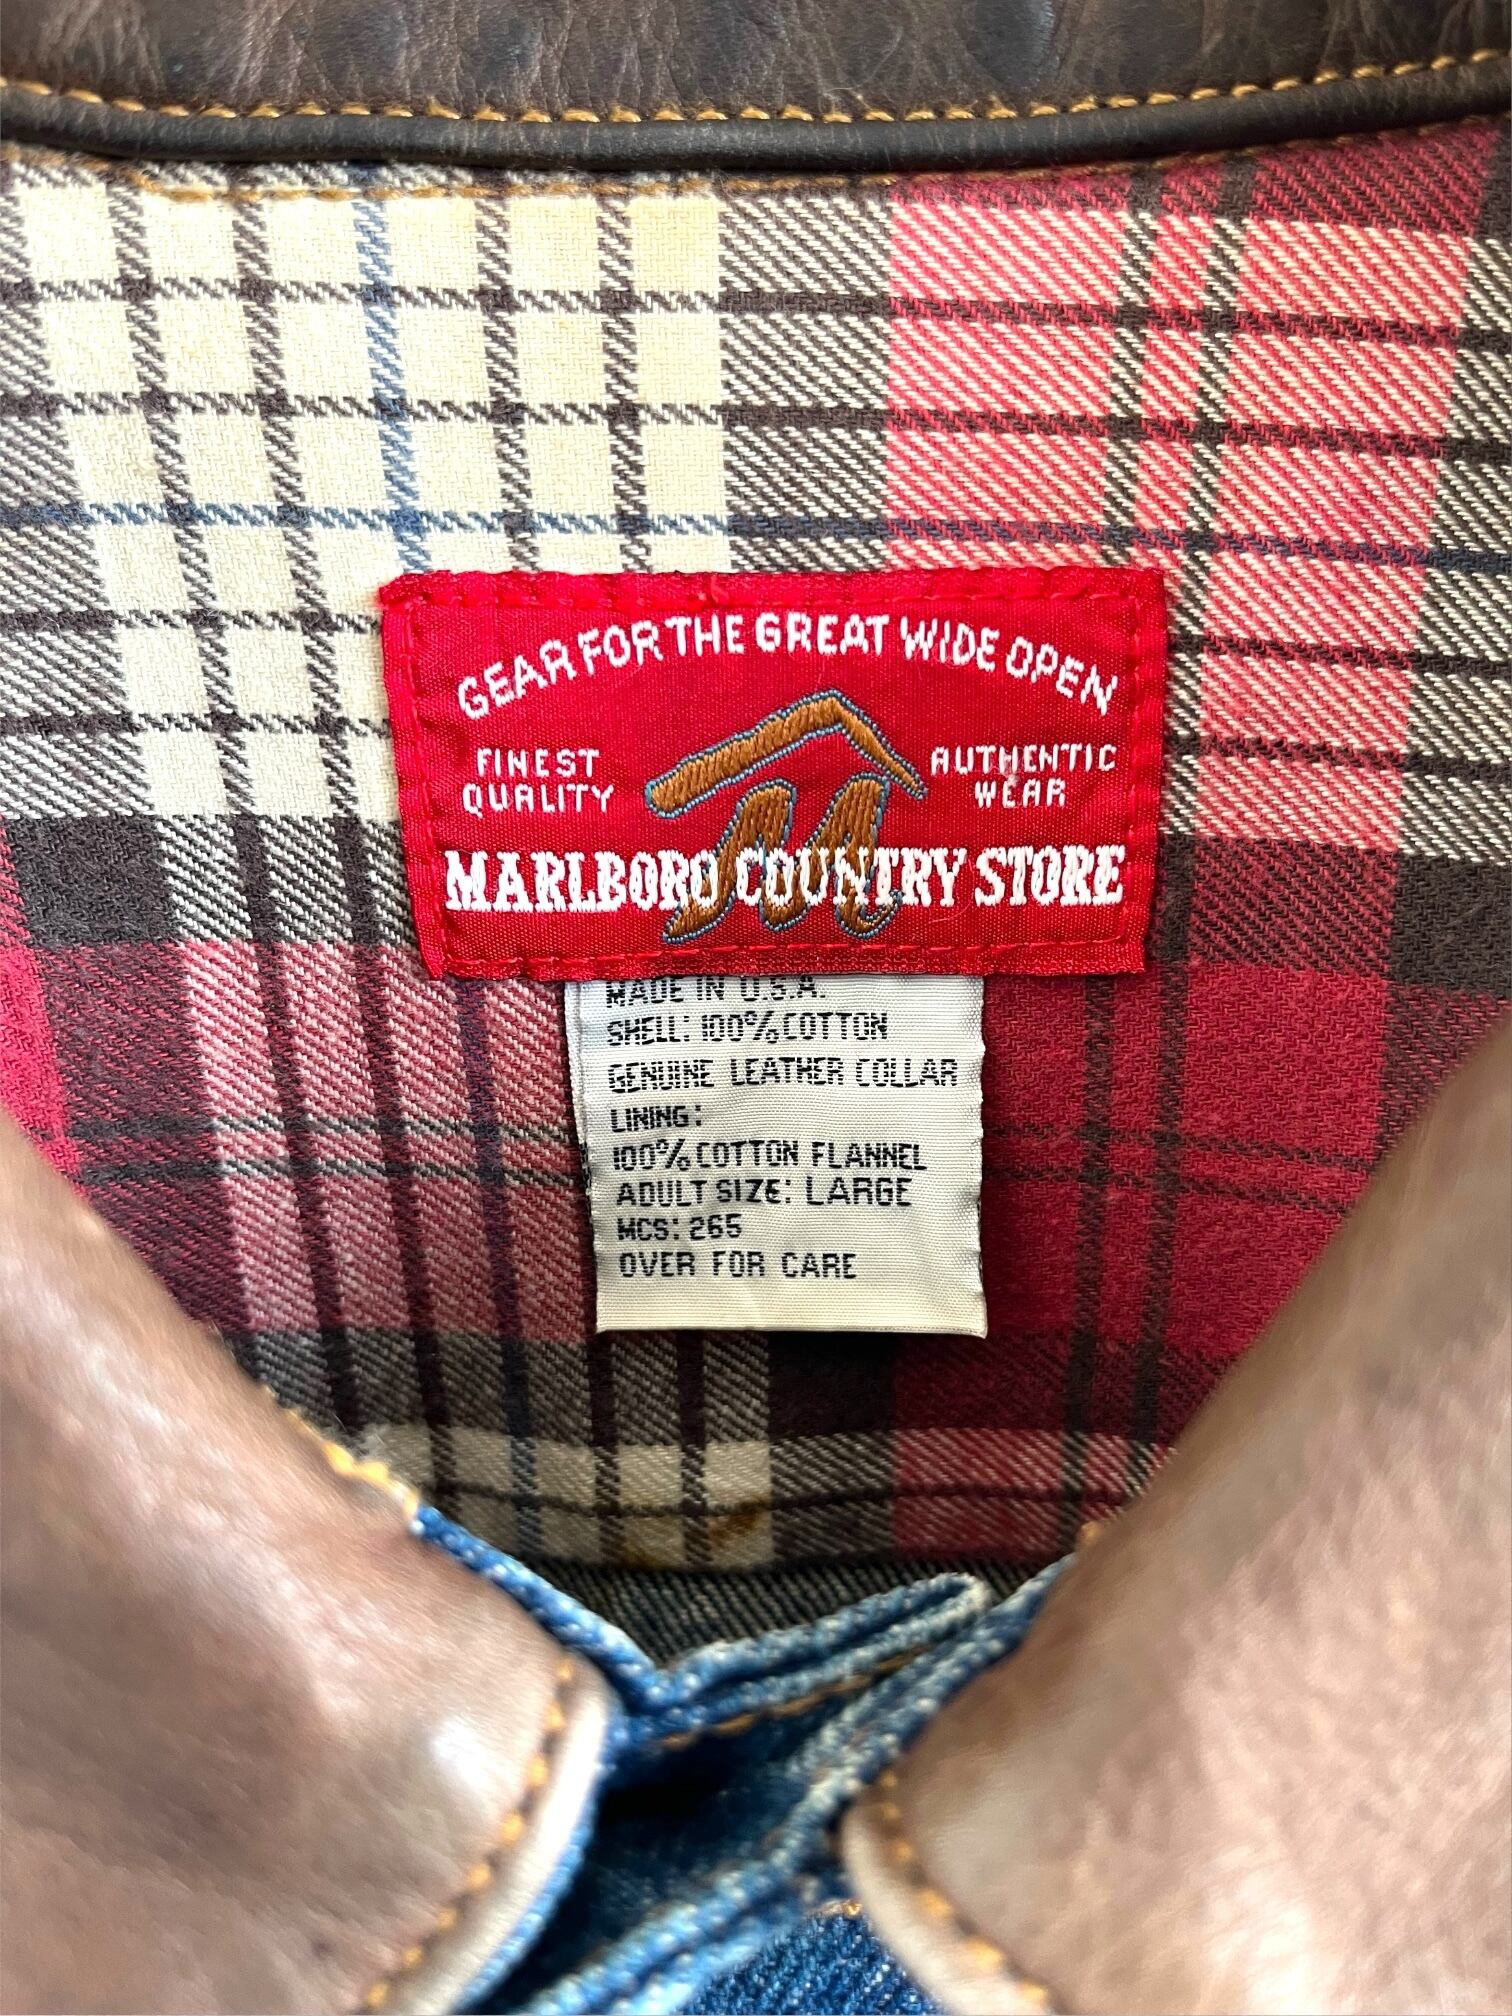 GEAR FOR THE GREAT WIDE OPEN
FINEST
QUALITY
AUTHENTIC
WEAR
M
MARLBORO COUNTRY STORE
MADE IN U.S.A.
SHELL: 100% COTTON
GENUINE LEATHER COLLAR
LINING:
100% COTTON FLANNEL
ADULT SIZE: LARGE
MCS: 265
OVER FOR CARE